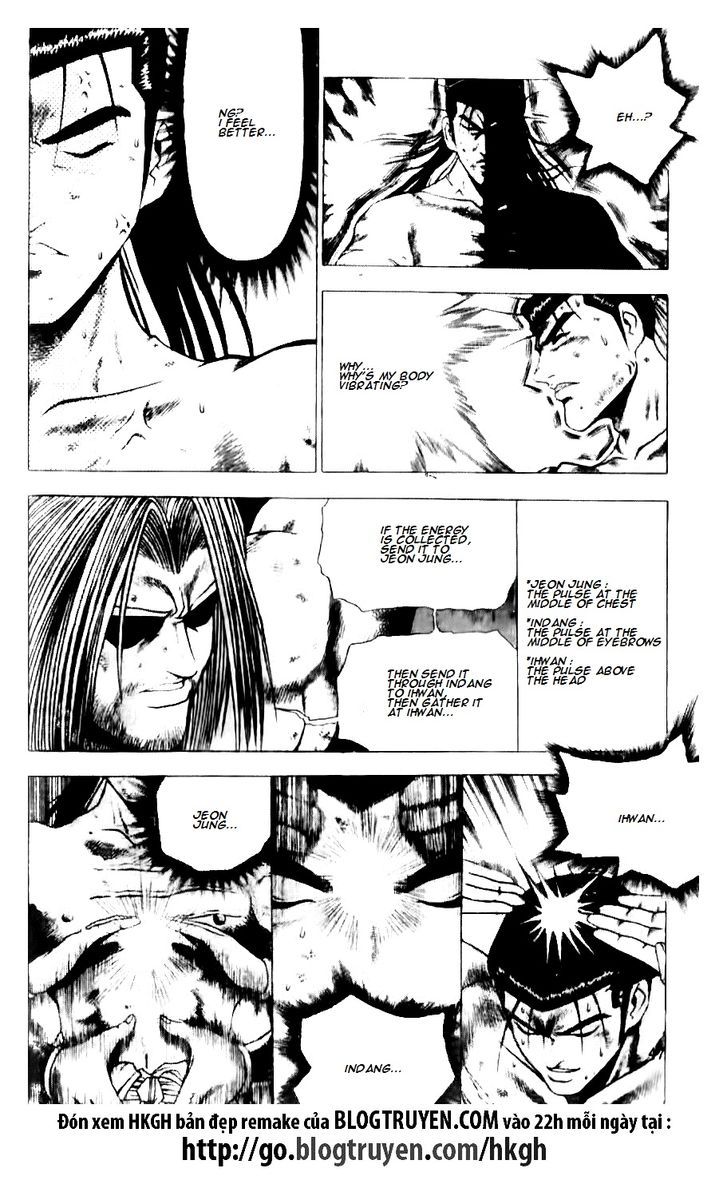 NG?
I FEEL
BETTER...
EH...?
WHY...
WHY'S MY BODY
VIBRATING?
IF THE ENERGY
IS COLLECTED,
SEND IT TO
JEON JUNG...
THEN SEND IT
THROUGH INDANG
TO IHWAN,
THEN GATHER IT
AT IHWAN...
*JEON JUNG :
THE PULSE AT THE
MIDDLE OF CHEST
*INDANG :
THE PULSE AT THE
MIDDLE OF EYEBROWS
*IHWAN :
THE PULSE ABOVE
THE HEAD
JEON
JUNG...
INDANG...
IHWAN...
Đón xem HKGH bản đẹp remake của BLOGTRUYEN.COM vào 22h mỗi ngày tại :
http://go.blogtruyen.com/hkgh